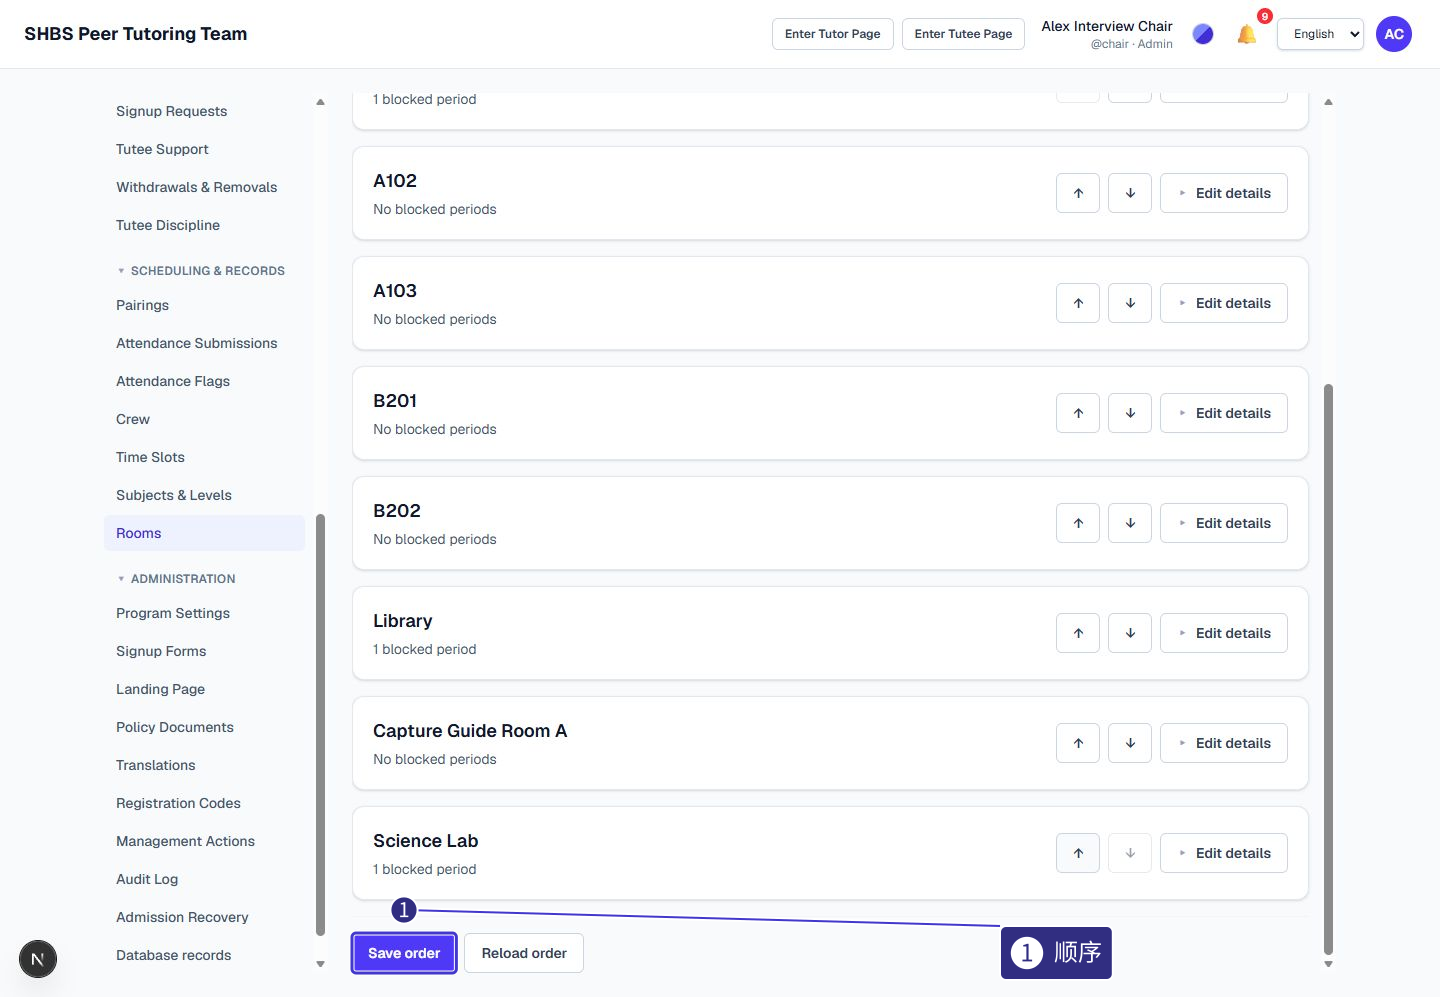 SHBS Peer Tutoring Team
Enter Tutor Page
Enter Tutee Page
Alex Interview Chair
@chair · Admin
9
English
AC
Signup Requests
Tutee Support
Withdrawals & Removals
Tutee Discipline
SCHEDULING & RECORDS
Pairings
Attendance Submissions
Attendance Flags
Crew
Time Slots
Subjects & Levels
Rooms
ADMINISTRATION
Program Settings
Signup Forms
Landing Page
Policy Documents
Translations
Registration Codes
Management Actions
Audit Log
Admission Recovery
Database records
N
1 blocked period
A102
No blocked periods
↑ ↓ Edit details
A103
No blocked periods
↑ ↓ Edit details
B201
No blocked periods
↑ ↓ Edit details
B202
No blocked periods
↑ ↓ Edit details
Library
1 blocked period
↑ ↓ Edit details
Capture Guide Room A
No blocked periods
↑ ↓ Edit details
Science Lab
1 blocked period
↑ ↓ Edit details
1
Save order
Reload order
1 顺序